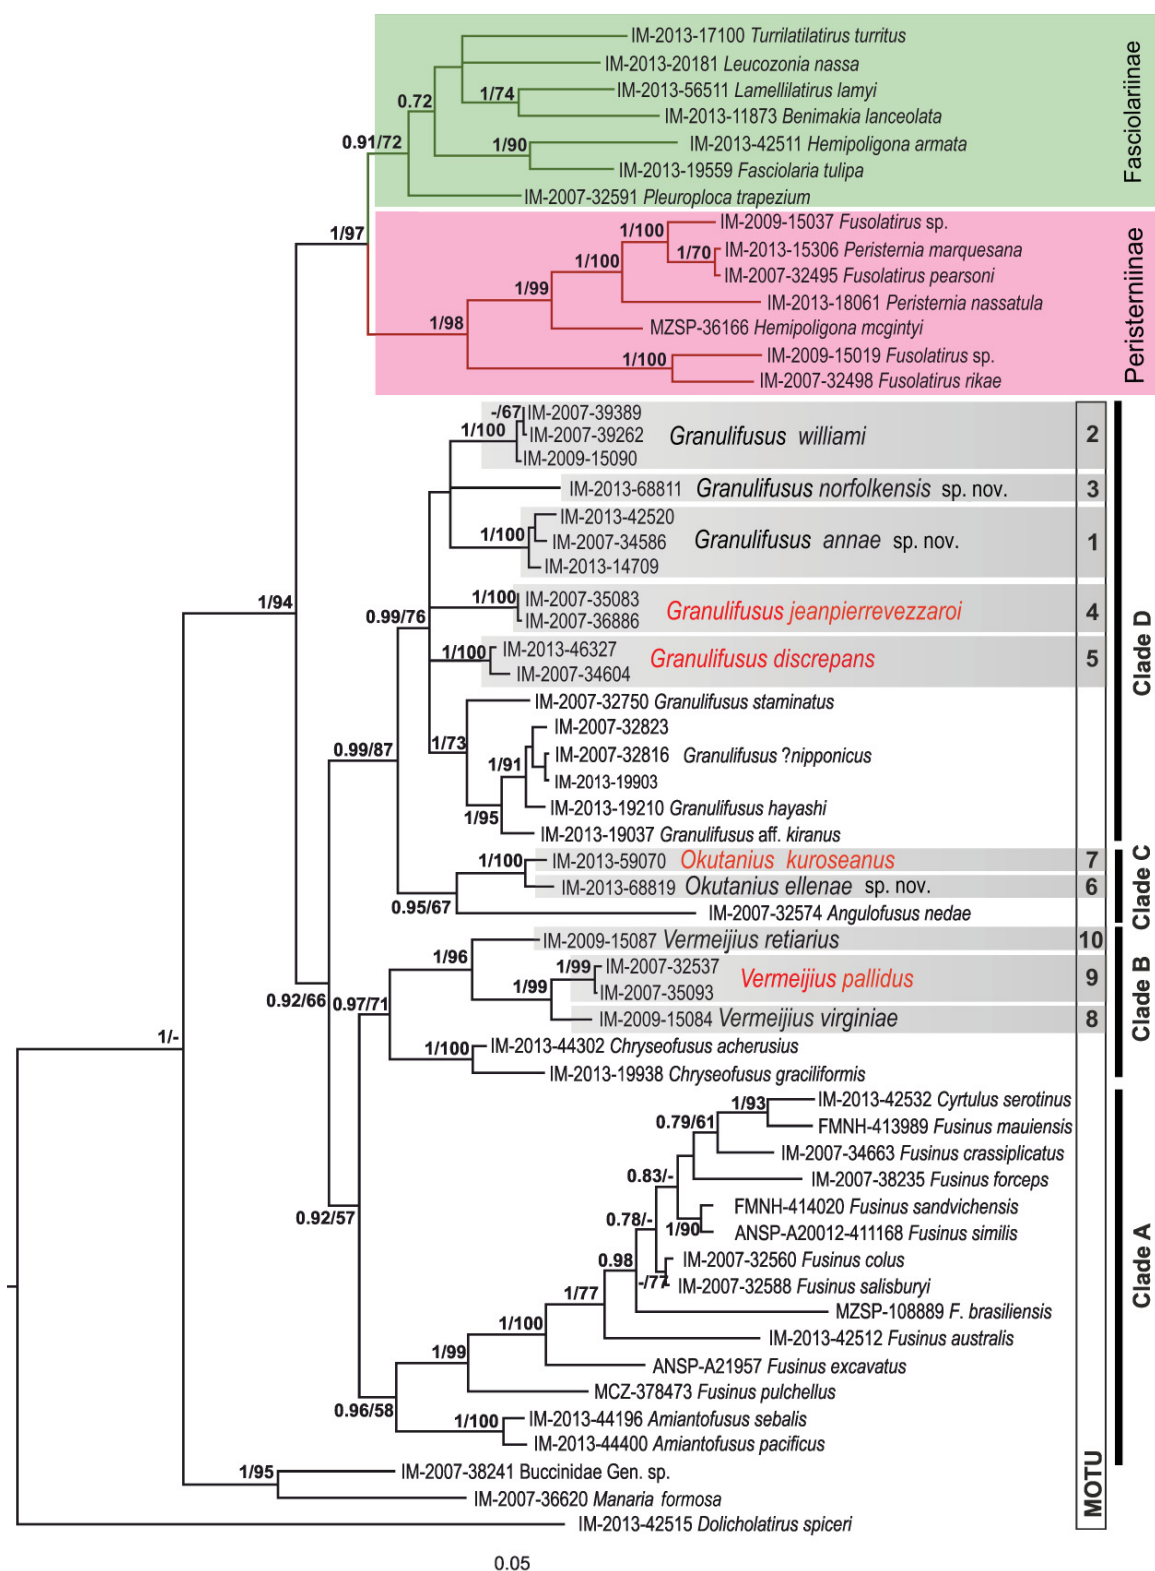 IM-2013-17100 Turrilatilatirus turritus
IM-2013-20181 Leucozonia nassa
1/74
IM-2013-56511 Lamellilatirus lamyi
0.72
IM-2013-11873 Benimakia lanceolata
0.91/72
1/90
IM-2013-42511 Hemipoligona armata
IM-2013-19559 Fasciolaria tulipa
IM-2007-32591 Pleuroploca trapezium
Fasciolariinae
1/97
1/100
IM-2009-15037 Fusolatirus sp.
1/70
IM-2013-15306 Peristernia marquesana
1/100
IM-2007-32495 Fusolatirus pearsoni
1/99
IM-2013-18061 Peristernia nassatula
1/98
MZSP-36166 Hemipoligona mcgintyi
1/100
IM-2009-15019 Fusolatirus sp.
IM-2007-32498 Fusolatirus rikae
Peristerniinae
-/67
IM-2007-39389
1/100
IM-2007-39262
Granulifusus williami
2
IM-2009-15090
IM-2013-68811 Granulifusus norfolkensis sp. nov.
3
IM-2013-42520
1/100
IM-2007-34586
Granulifusus annae sp. nov.
1
IM-2013-14709
1/94
0.99/76
1/100
IM-2007-35083
Granulifusus jeanpierrevezzaroi
4
IM-2007-36886
1/100
IM-2013-46327
Granulifusus discrepans
5
IM-2007-34604
Clade D
IM-2007-32750 Granulifusus staminatus
0.99/87
1/73
IM-2007-32823
1/91
IM-2007-32816 Granulifusus ?nipponicus
IM-2013-19903
1/95
IM-2013-19210 Granulifusus hayashi
IM-2013-19037 Granulifusus aff. kiranus
1/100
IM-2013-59070 Okutanius kuroseanus
7
IM-2013-68819 Okutanius ellenae sp. nov.
6
0.95/67
IM-2007-32574 Angulofusus nedae
Clade C
IM-2009-15087 Vermeijius retiarius
10
1/96
1/99
IM-2007-32537
Vermeijius pallidus
9
1/99
IM-2007-35093
0.92/66
0.97/71
IM-2009-15084 Vermeijius virginiae
8
1/-
1/100
IM-2013-44302 Chryseofusus acherusius
IM-2013-19938 Chryseofusus graciliformis
Clade B
1/93
IM-2013-42532 Cyrtulus serotinus
0.79/61
FMNH-413989 Fusinus mauiensis
IM-2007-34663 Fusinus crassiplicatus
0.83/-
IM-2007-38235 Fusinus forceps
0.92/57
0.78/-
FMNH-414020 Fusinus sandvichensis
1/90
ANSP-A20012-411168 Fusinus similis
0.98
IM-2007-32560 Fusinus colus
-/77
IM-2007-32588 Fusinus salisburyi
1/77
MZSP-108889 F. brasiliensis
1/100
IM-2013-42512 Fusinus australis
1/99
ANSP-A21957 Fusinus excavatus
MCZ-378473 Fusinus pulchellus
0.96/58
1/100
IM-2013-44196 Amiantofusus sebalis
IM-2013-44400 Amiantofusus pacificus
Clade A
1/95
IM-2007-38241 Buccinidae Gen. sp.
IM-2007-36620 Manaria formosa
MOTU
IM-2013-42515 Dolicholatirus spiceri
0.05